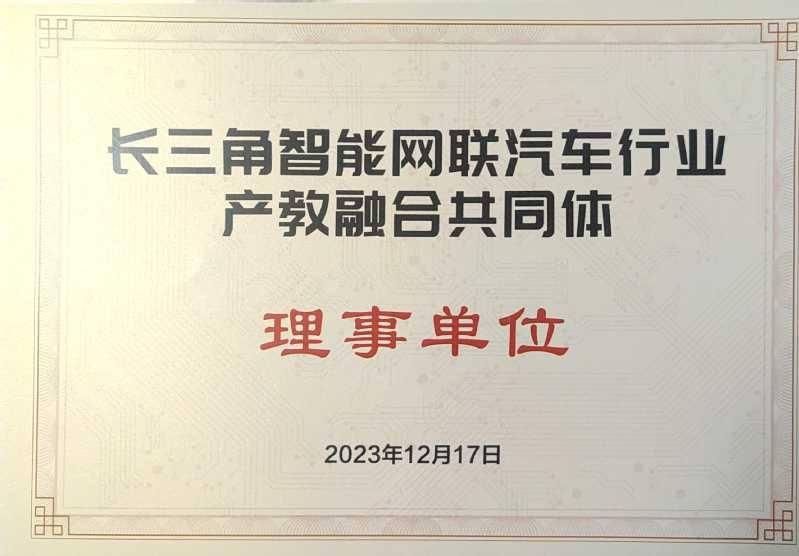 长三角智能网联汽车行业
产教融合共同体
理事单位
2023年12月17日